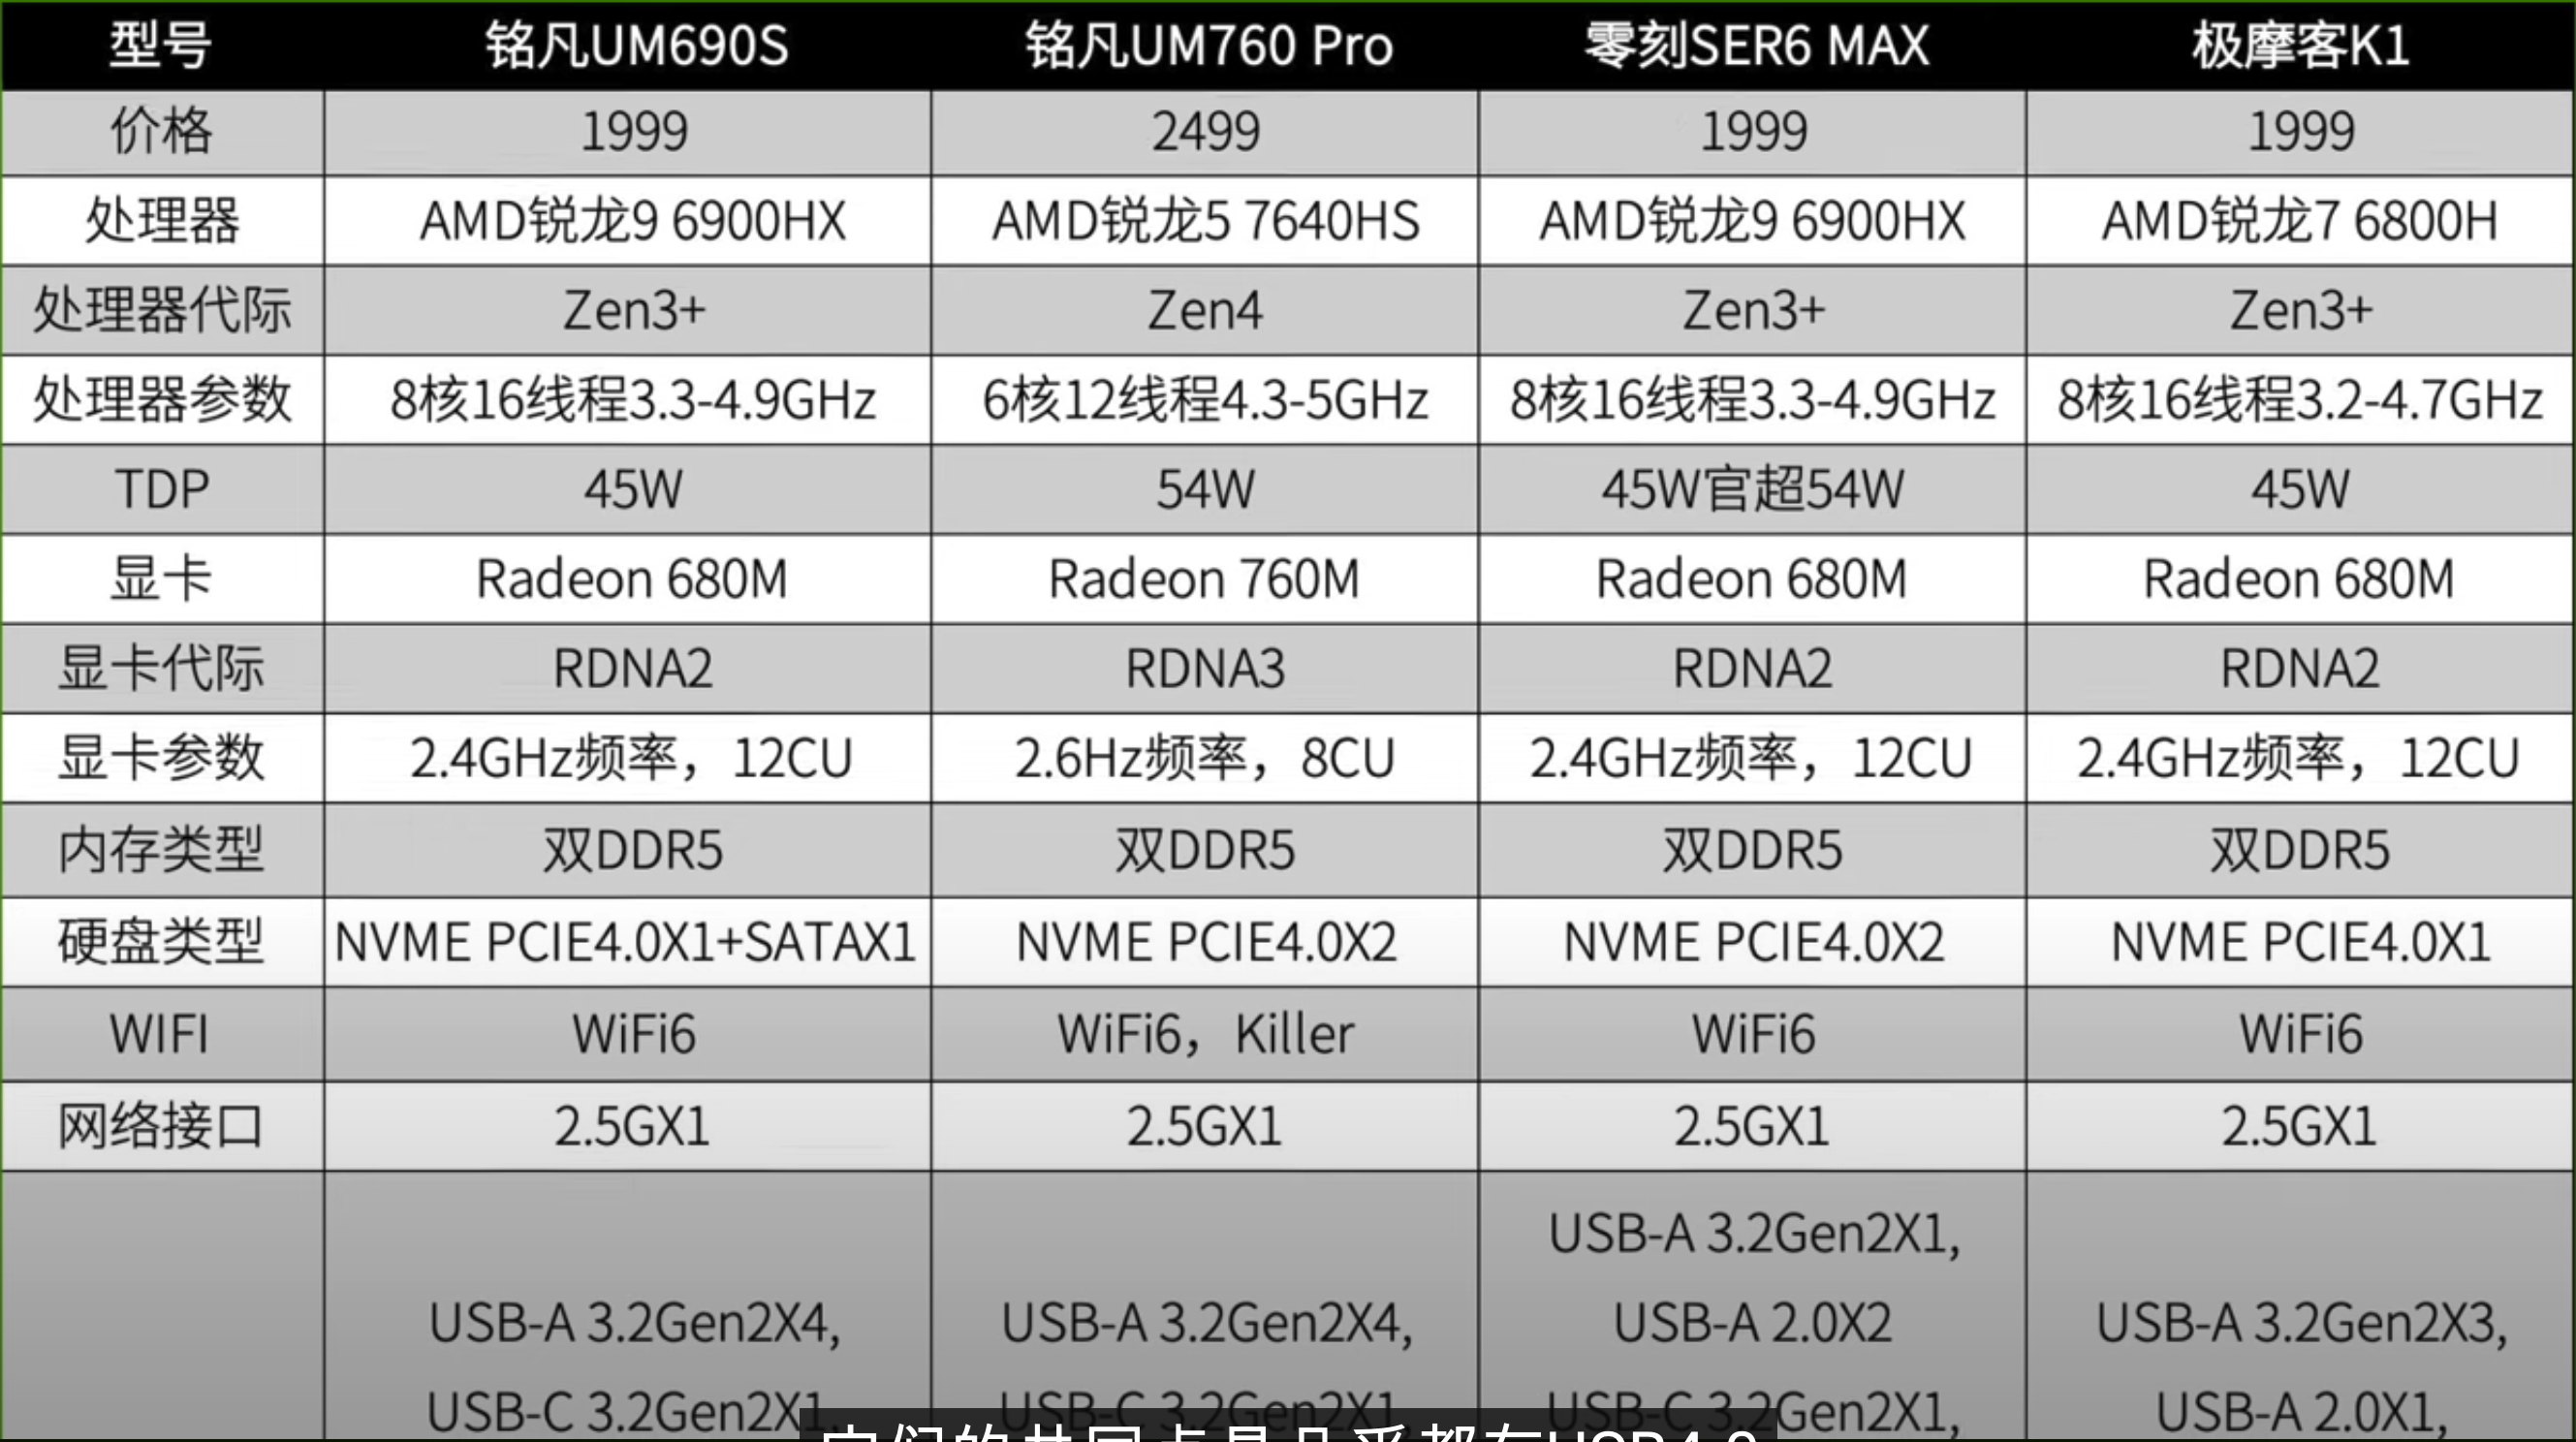 型号 铭凡UM690S 铭凡UM760 Pro 零刻SER6 MAX 极摩客K1
价格 1999 2499 1999 1999
处理器 AMD锐龙9 6900HX AMD锐龙5 7640HS AMD锐龙9 6900HX AMD锐龙7 6800H
处理器代际 Zen3+ Zen4 Zen3+ Zen3+
处理器参数 8核16线程3.3-4.9GHz 6核12线程4.3-5GHz 8核16线程3.3-4.9GHz 8核16线程3.2-4.7GHz
TDP 45W 54W 45W官超54W 45W
显卡 Radeon 680M Radeon 760M Radeon 680M Radeon 680M
显卡代际 RDNA2 RDNA3 RDNA2 RDNA2
显卡参数 2.4GHz频率，12CU 2.6Hz频率，8CU 2.4GHz频率，12CU 2.4GHz频率，12CU
内存类型 双DDR5 双DDR5 双DDR5 双DDR5
硬盘类型 NVME PCIE4.0X1+SATAX1 NVME PCIE4.0X2 NVME PCIE4.0X2 NVME PCIE4.0X1
WIFI WiFi6 WiFi6，Killer WiFi6 WiFi6
网络接口 2.5GX1 2.5GX1 2.5GX1 2.5GX1
USB-A 3.2Gen2X1,
USB-A 3.2Gen2X4, USB-A 3.2Gen2X4, USB-A 2.0X2 USB-A 3.2Gen2X3,
USB-C 3.2Gen2X1, USB-C 3.2Gen2X1, USB-C 3.2Gen2X1, USB-A 2.0X1,